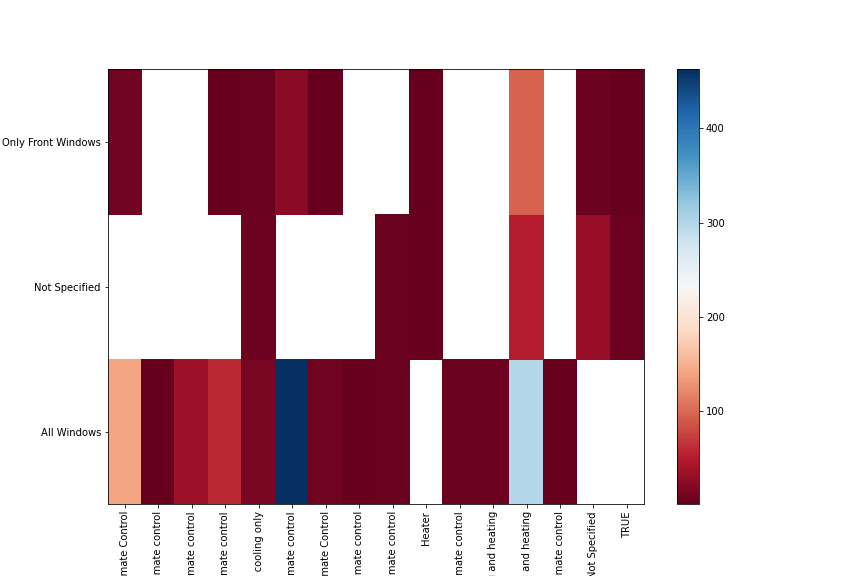 Only Front Windows
Not Specified
All Windows
400
300
200
100
mate Control
mate control
mate control
mate control
cooling only
mate control
mate Control
mate control
mate control
Heater
mate control
and heating
and heating
mate control
Not Specified
TRUE